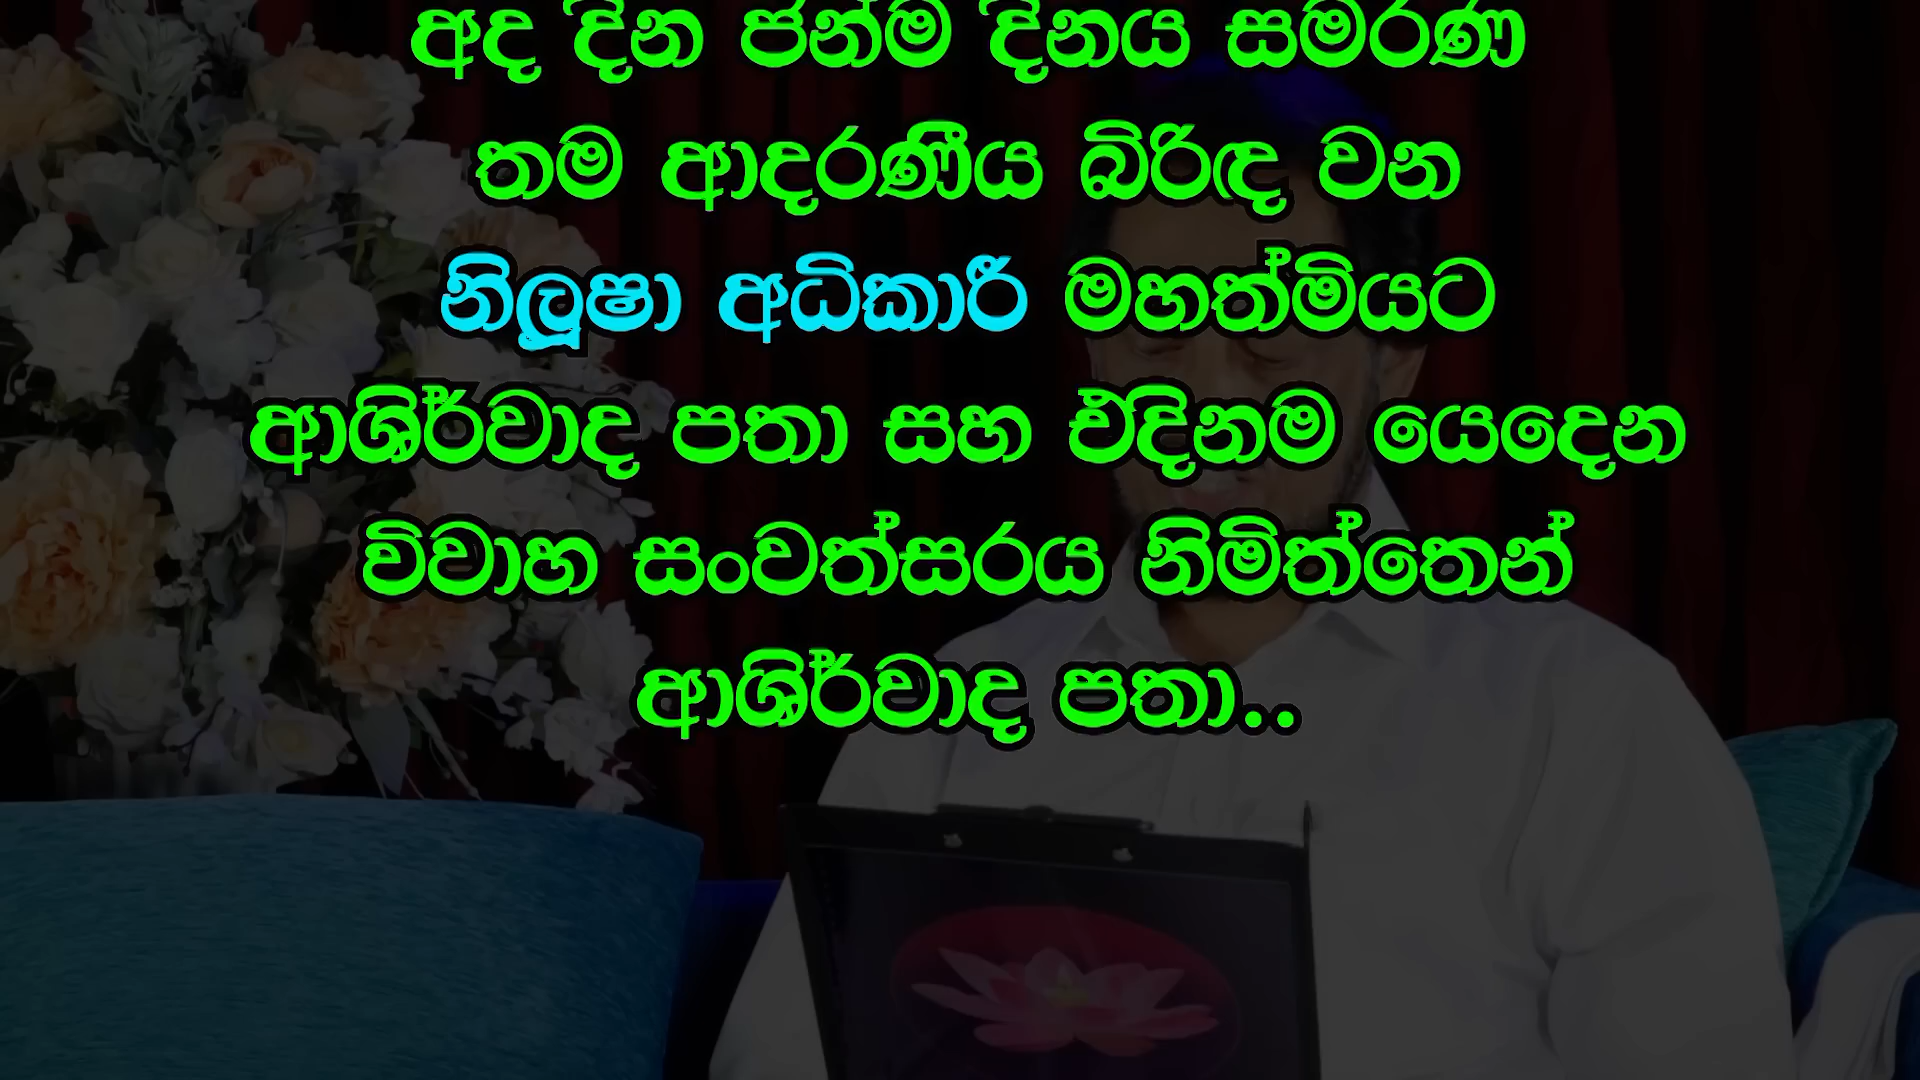 අද දින ජන්ම දිනය සමරණ
තම ආදරණීය බිරිඳ වන
නිලූෂා අධිකාරී මහත්මියට
ආශිර්වාද පතා සහ එදිනම යෙදෙන
විවාහ සංවත්සරය නිමිත්තෙන්
ආශිර්වාද පතා..